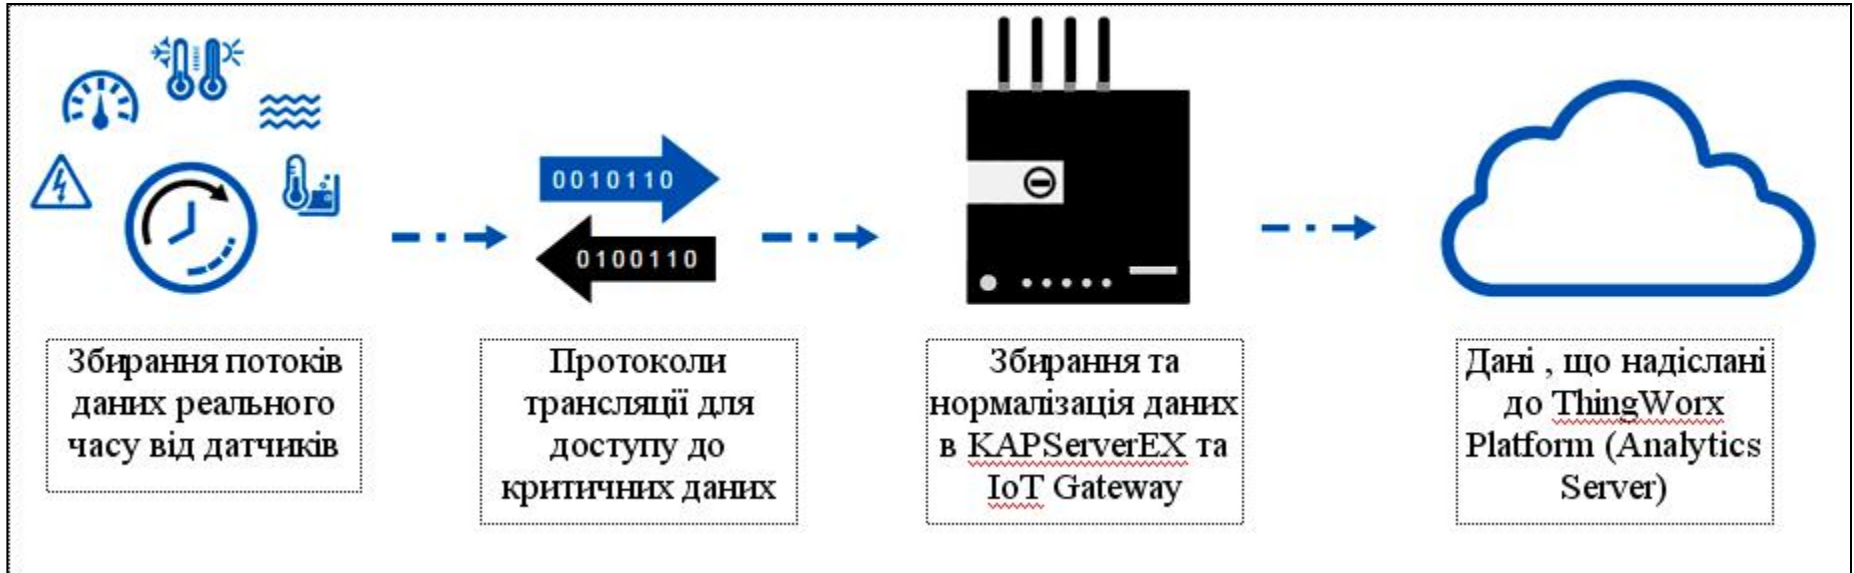 0010110
0100110
Збирання потоків
даних реального
часу від датчиків
Протоколи
трансляції для
доступу до
критичних даних
Збирання та
нормалізація даних
в KAPServerEX та
IoT Gateway
Дані , що надіслані
до ThingWorx
Platform (Analytics
Server)